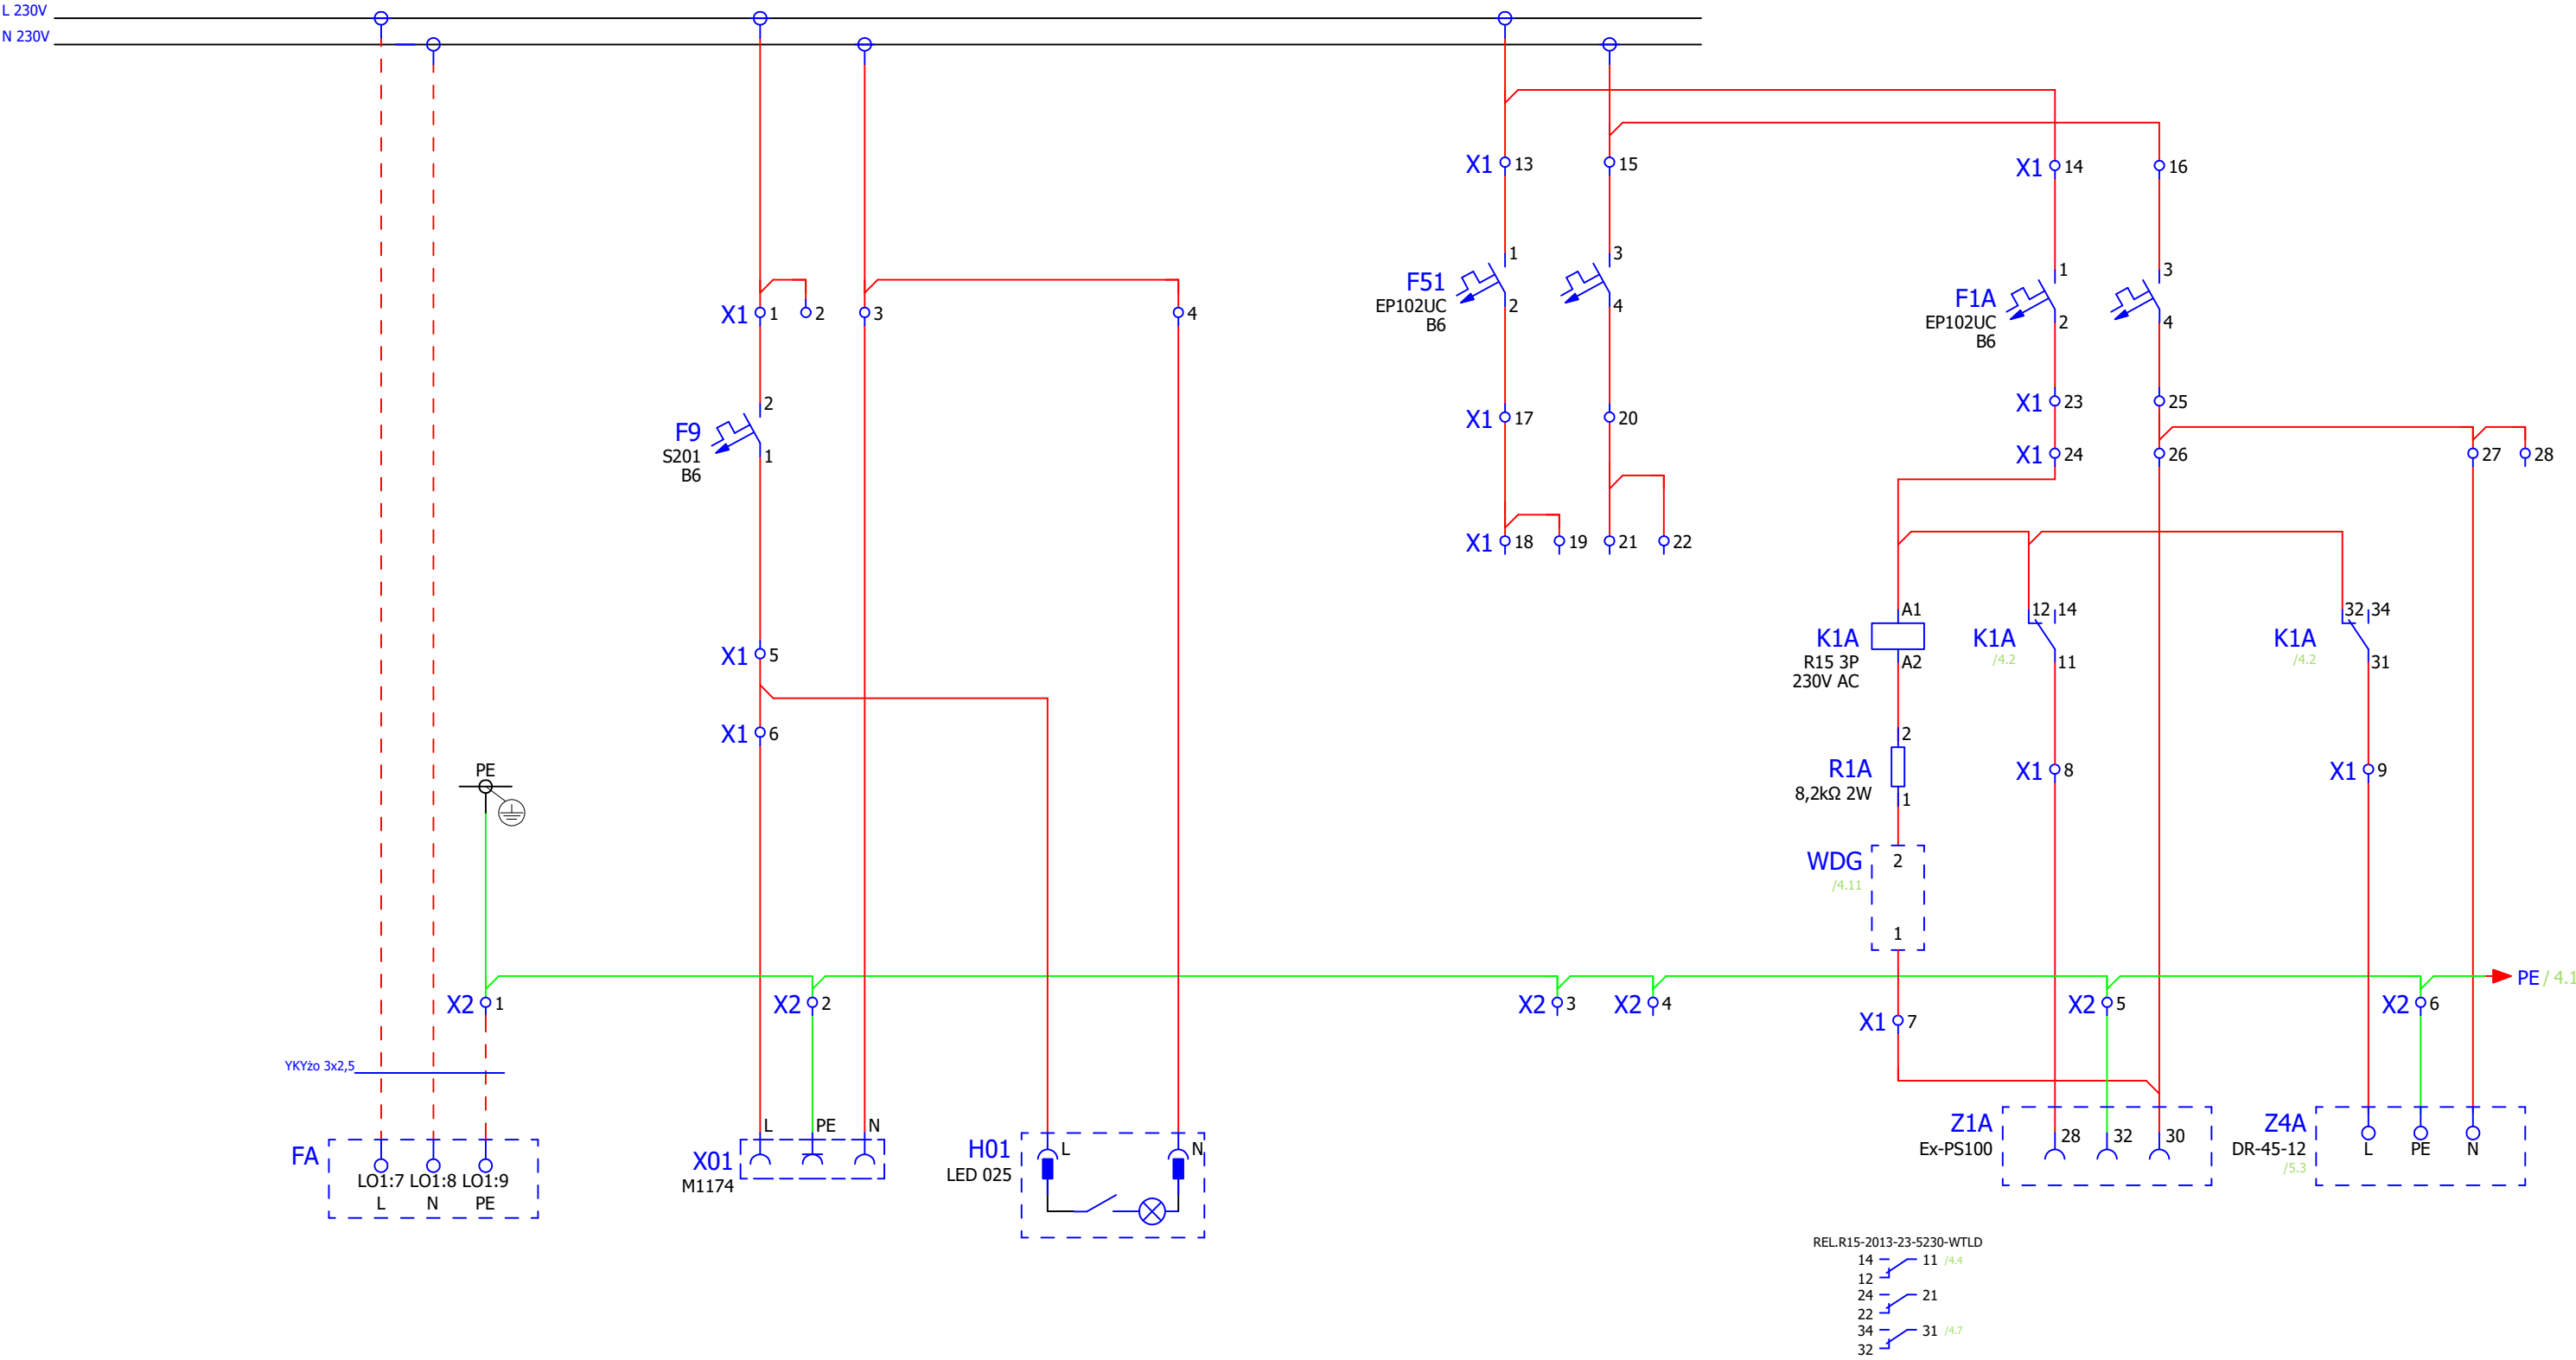 L 230V
N 230V
X1 13
15
X1 14
16
1
3
F51
EP102UC
B6
2
4
1
3
F1A
EP102UC
B6
2
4
X1 1
2
3
4
2
F9
S201
B6
1
X1 17
20
X1 23
25
X1 24
26
27
28
X1 18
19
21
22
A1
K1A
R15 3P
230V AC
A2
12 14
K1A
/4.2
11
32 34
K1A
/4.2
31
X1 5
X1 6
2
R1A
8,2kΩ 2W
1
X1 8
X1 9
PE
WDG
/4.11
2
1
PE / 4.1
X2 1
X2 2
X2 3
X2 4
X2 5
X2 6
X1 7
YKYżo 3x2,5
FA
LO1:7 LO1:8 LO1:9
L N PE
L PE N
X01
M1174
H01
LED 025
L
N
Z1A
Ex-PS100
28 32 30
Z4A
DR-45-12
/5.3
L PE N
REL.R15-2013-23-5230-WTLD
14 11 /4.4
12
24 21
22
34 31 /4.7
32